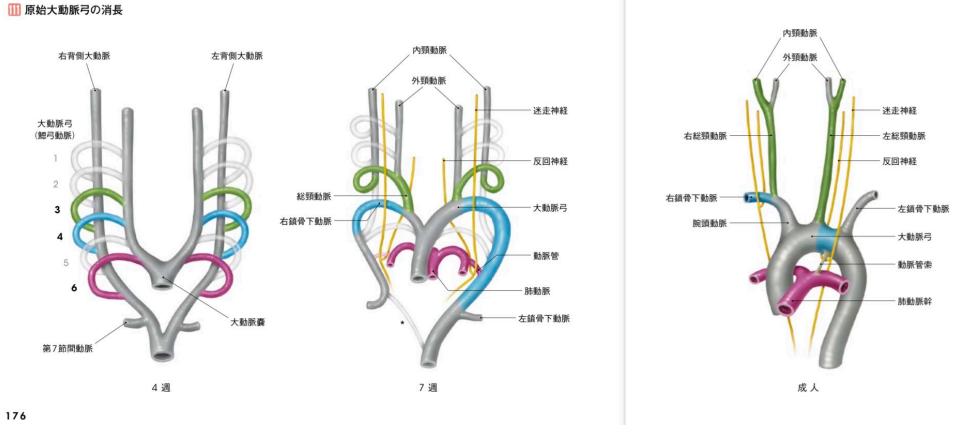 111 原始大動脈弓の消長
右背側大動脈
左背側大動脈
大動脈弓
(鰓弓動脈)
1
2
3
4
5
6
大動脈嚢
第7節間動脈
4 週
内頸動脈
外頸動脈
迷走神経
反回神経
総頸動脈
右鎖骨下動脈
大動脈弓
動脈管
肺動脈
*
左鎖骨下動脈
7 週
内頸動脈
外頸動脈
迷走神経
右総頸動脈
左総頸動脈
反回神経
右鎖骨下動脈
左鎖骨下動脈
腕頭動脈
大動脈弓
動脈管索
肺動脈幹
成 人
176